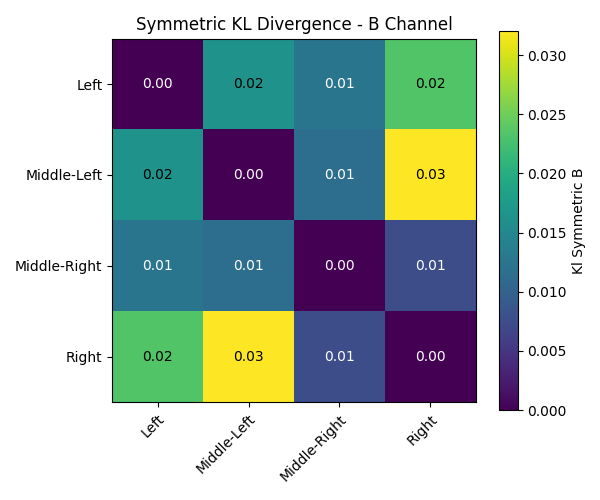 Symmetric KL Divergence - B Channel
Left
0.00
0.02
0.01
0.02
Middle-Left
0.02
0.00
0.01
0.03
Middle-Right
0.01
0.01
0.00
0.01
Right
0.02
0.03
0.01
0.00
Left
Middle-Left
Middle-Right
Right
0.030
0.025
0.020
0.015
0.010
0.005
0.000
Kl Symmetric B